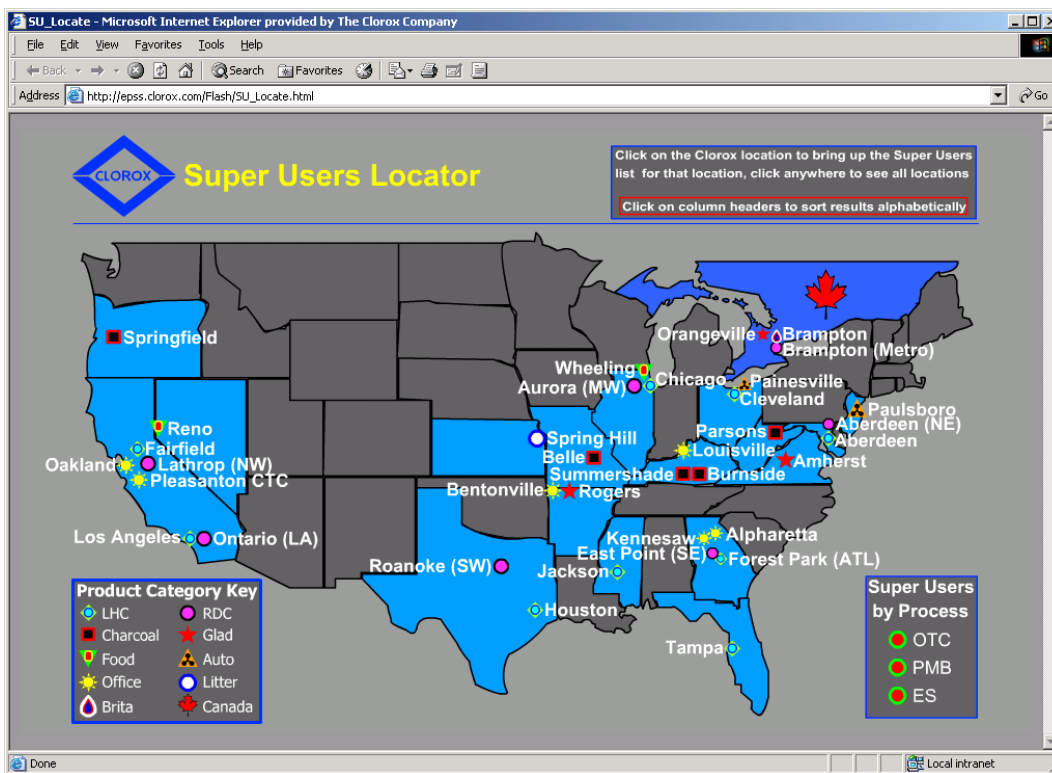 SU_Locate - Microsoft Internet Explorer provided by The Clorox Company
File Edit View Favorites Tools Help
Back Search Favorites
Address http://epss.clorox.com/Flash/SU_Locate.html Go
CLOROX
Super Users Locator
Click on the Clorox location to bring up the Super Users
list for that location, click anywhere to see all locations
Click on column headers to sort results alphabetically
Springfield
Orangeville
Brampton
Brampton (Metro)
Wheeling
Aurora (MW)
Chicago
Painesville
Cleveland
Paulsboro
Reno
Fairfield
Oakland
Lathrop (NW)
Pleasanton CTC
Spring Hill
Belle
Parsons
Aberdeen (NE)
Aberdeen
Louisville
Amherst
Summershade
Burnside
Bentonville
Rogers
Los Angeles
Ontario (LA)
Kennesaw
Alpharetta
East Point (SE)
Forest Park (ATL)
Roanoke (SW)
Jackson
Houston
Tampa
Product Category Key
LHC RDC
Charcoal Glad
Food Auto
Office Litter
Brita Canada
Super Users
by Process
OTC
PMB
ES
Done Local intranet